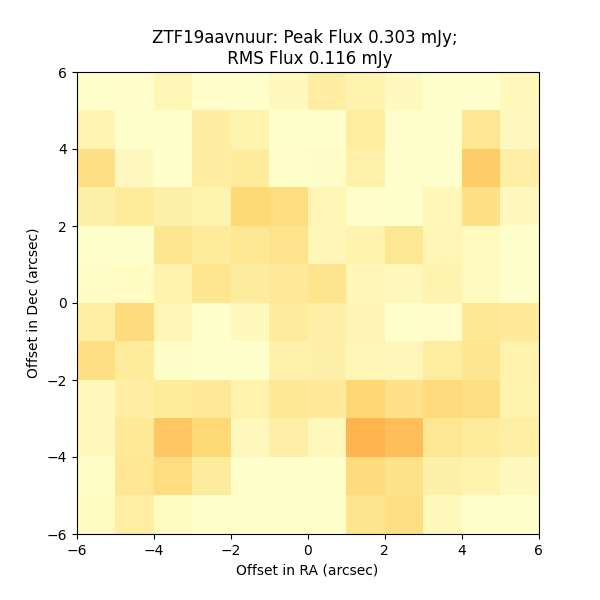 ZTF19aavnuur: Peak Flux 0.303 mJy;
RMS Flux 0.116 mJy
6
4
2
0
−2
−4
−6
Offset in Dec (arcsec)
−6 −4 −2 0 2 4 6
Offset in RA (arcsec)